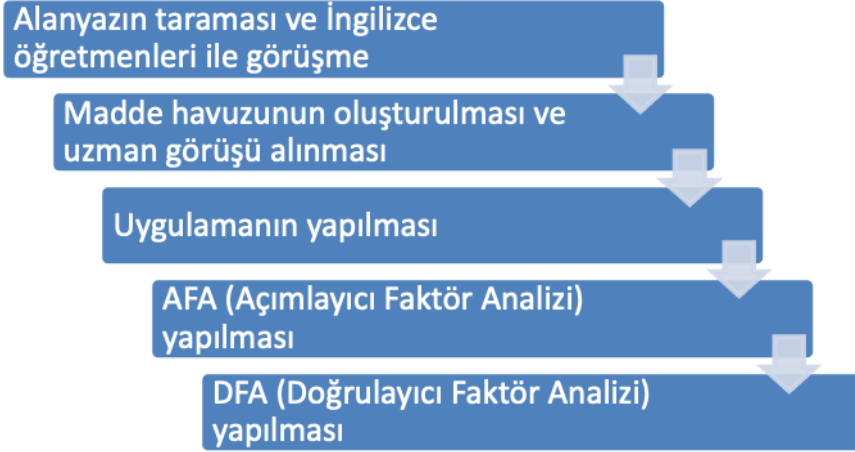 Alanyazın taraması ve İngilizce
öğretmenleri ile görüşme
Madde havuzunun oluşturulması ve
uzman görüşü alınması
Uygulamanın yapılması
AFA (Açımlayıcı Faktör Analizi)
yapılması
DFA (Doğrulayıcı Faktör Analizi)
yapılması